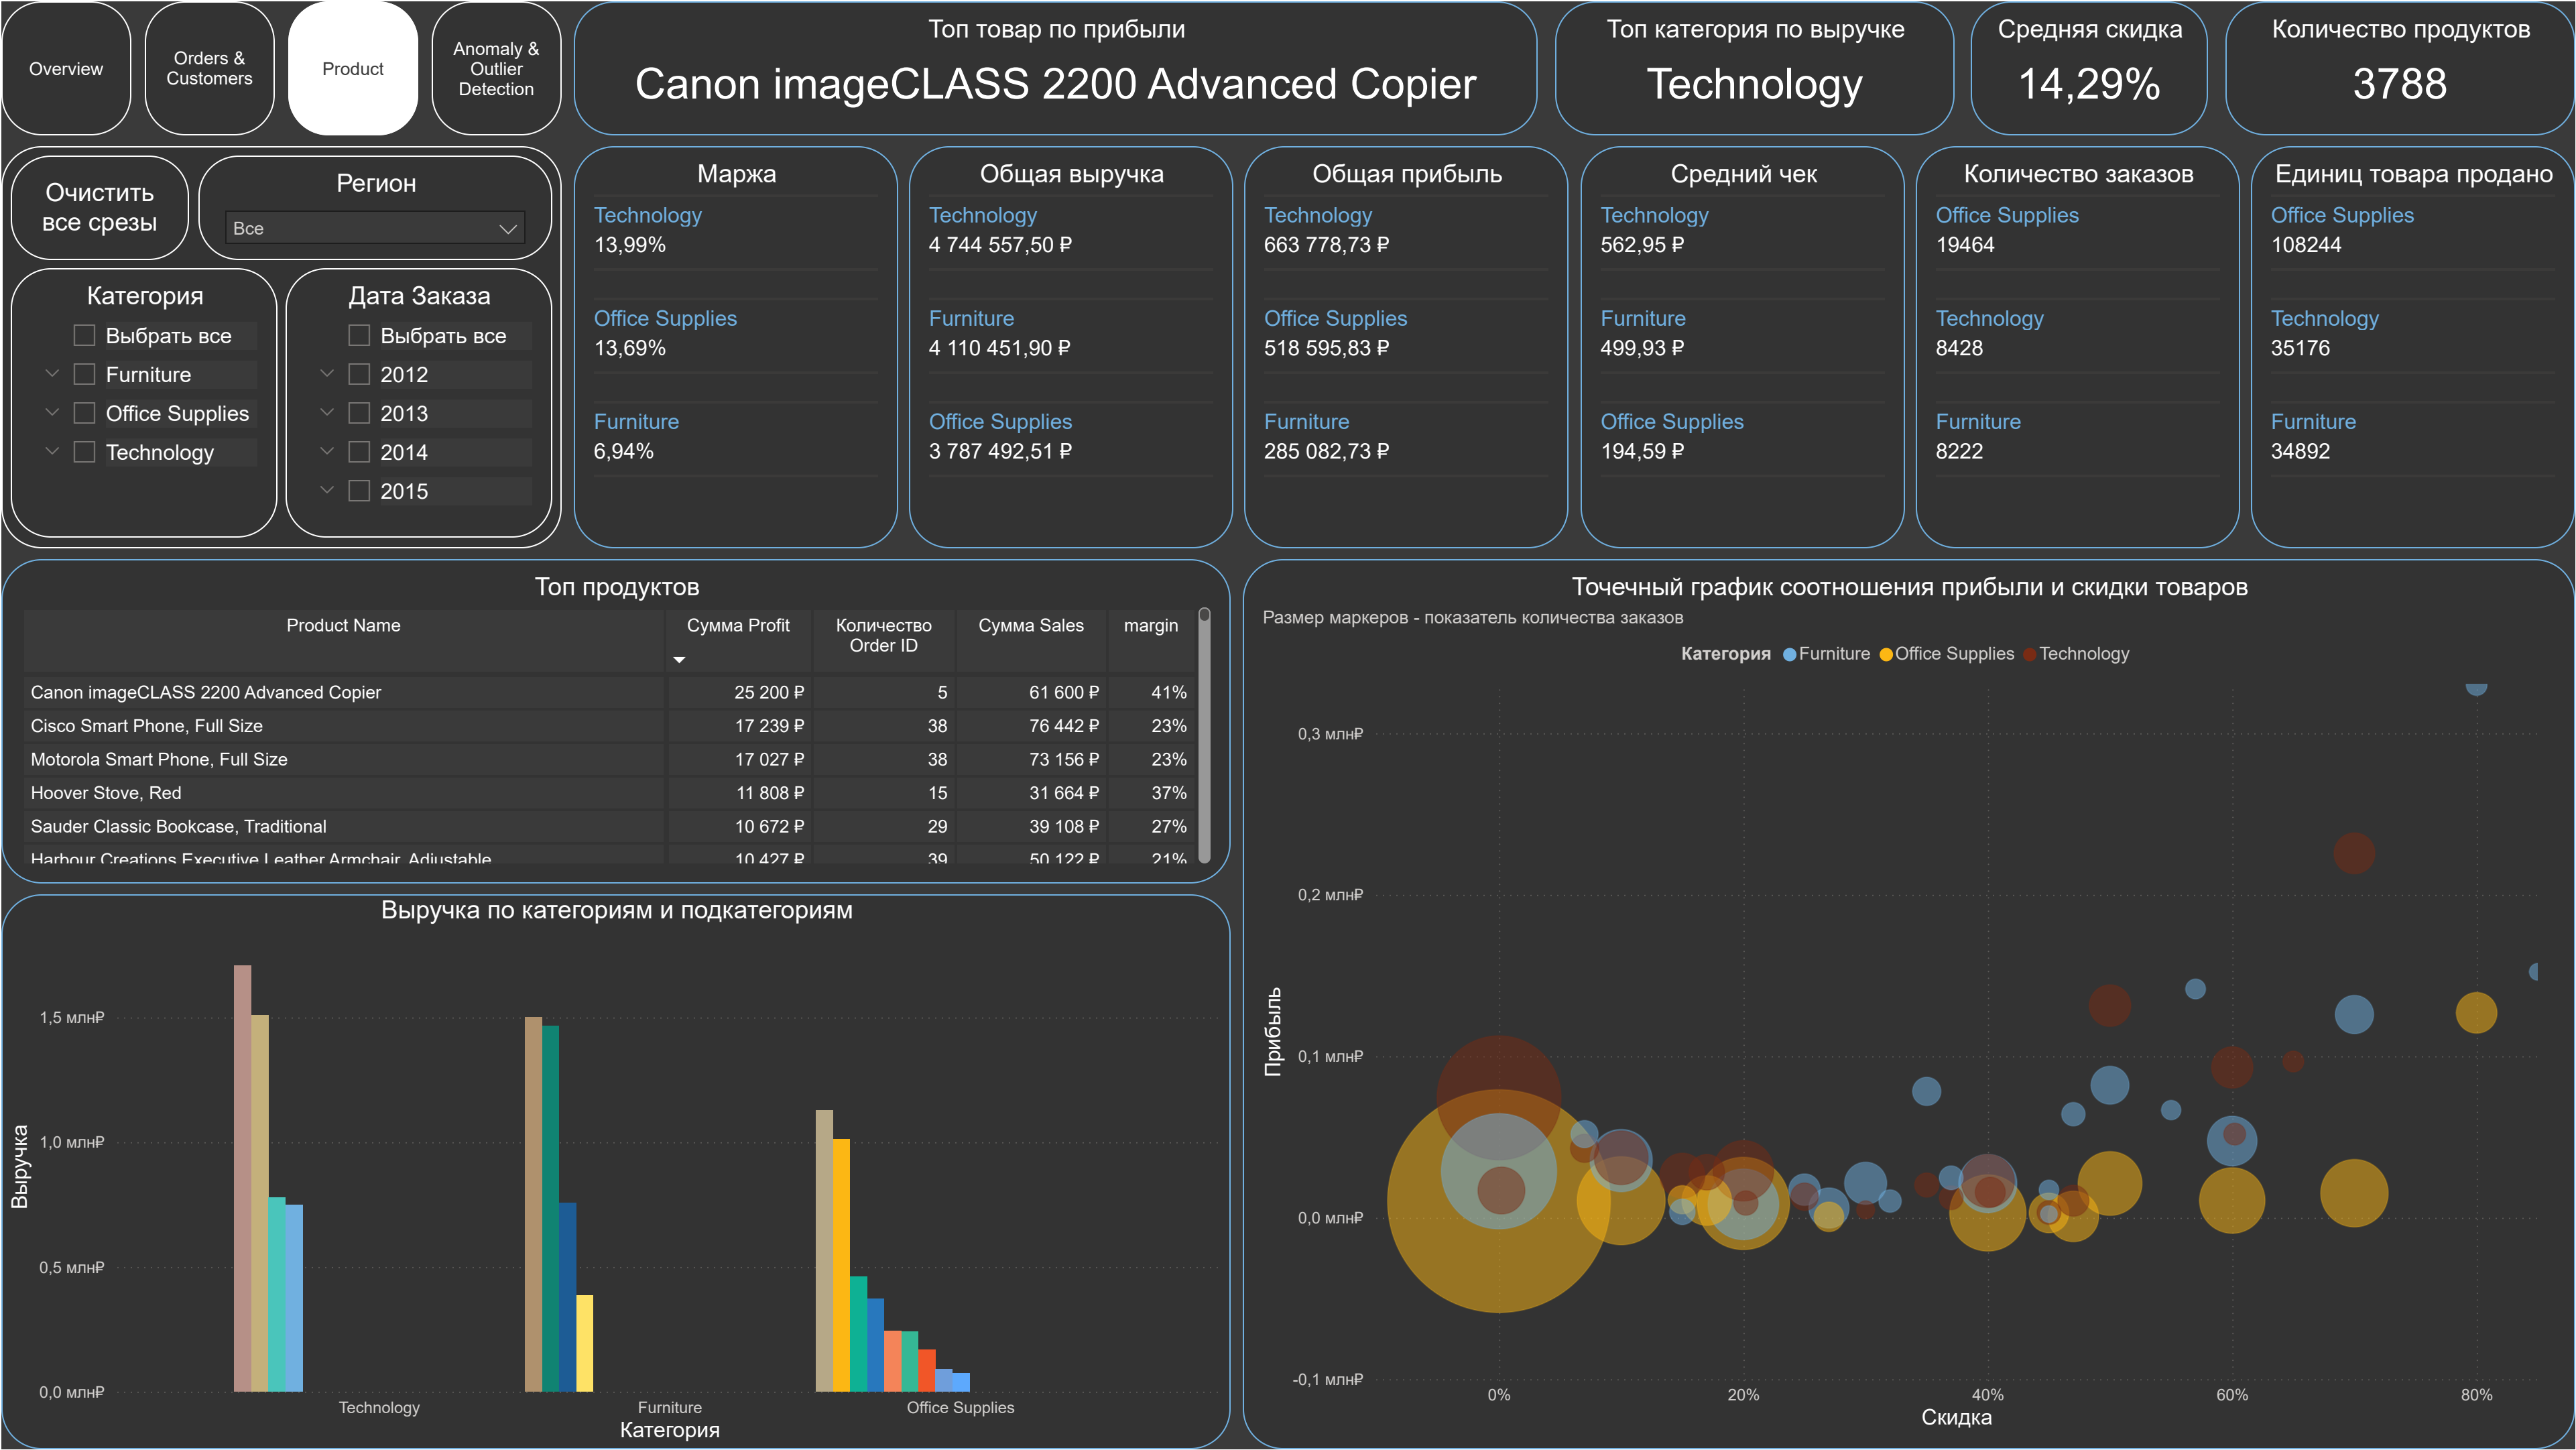 Overview
Orders &
Customers
Product
Anomaly &
Outlier
Detection
Топ товар по прибыли
Canon imageCLASS 2200 Advanced Copier
Топ категория по выручке
Technology
Средняя скидка
14,29%
Количество продуктов
3788
Очистить
все срезы
Регион
Все
Категория
Выбрать все
Furniture
Office Supplies
Technology
Дата Заказа
Выбрать все
2012
2013
2014
2015
Маржа
Technology
13,99%
Office Supplies
13,69%
Furniture
6,94%
Общая выручка
Technology
4 744 557,50 ₽
Furniture
4 110 451,90 ₽
Office Supplies
3 787 492,51 ₽
Общая прибыль
Technology
663 778,73 ₽
Office Supplies
518 595,83 ₽
Furniture
285 082,73 ₽
Средний чек
Technology
562,95 ₽
Furniture
499,93 ₽
Office Supplies
194,59 ₽
Количество заказов
Office Supplies
19464
Technology
8428
Furniture
8222
Единиц товара продано
Office Supplies
108244
Technology
35176
Furniture
34892
Топ продуктов
Product Name Сумма Profit Количество Order ID Сумма Sales margin
Canon imageCLASS 2200 Advanced Copier 25 200 ₽ 5 61 600 ₽ 41%
Cisco Smart Phone, Full Size 17 239 ₽ 38 76 442 ₽ 23%
Motorola Smart Phone, Full Size 17 027 ₽ 38 73 156 ₽ 23%
Hoover Stove, Red 11 808 ₽ 15 31 664 ₽ 37%
Sauder Classic Bookcase, Traditional 10 672 ₽ 29 39 108 ₽ 27%
Harbour Creations Executive Leather Armchair, Adjustable 10 427 ₽ 39 50 122 ₽ 21%
Выручка по категориям и подкатегориям
Выручка
1,5 млн₽
1,0 млн₽
0,5 млн₽
0,0 млн₽
Technology Furniture Office Supplies
Категория
Точечный график соотношения прибыли и скидки товаров
Размер маркеров - показатель количества заказов
Категория Furniture Office Supplies Technology
Прибыль
0,3 млн₽
0,2 млн₽
0,1 млн₽
0,0 млн₽
-0,1 млн₽
0% 20% 40% 60% 80%
Скидка